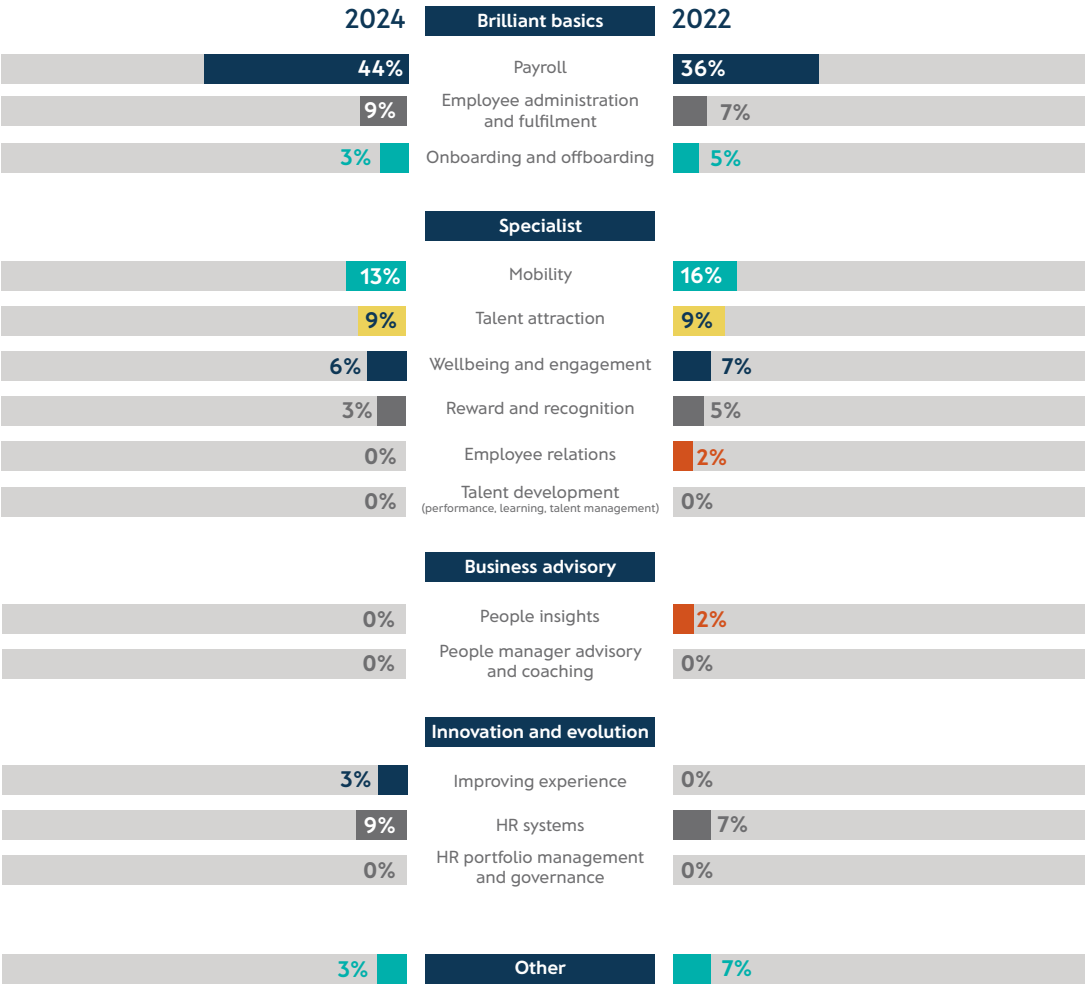 2024 Brilliant basics 2022
44% Payroll 36%
9% Employee administration
and fulfilment 7%
3% Onboarding and offboarding 5%
Specialist
13% Mobility 16%
9% Talent attraction 9%
6% Wellbeing and engagement 7%
3% Reward and recognition 5%
0% Employee relations 2%
0% Talent development
(performance, learning, talent management) 0%
Business advisory
0% People insights 2%
0% People manager advisory
and coaching 0%
Innovation and evolution
3% Improving experience 0%
9% HR systems 7%
0% HR portfolio management
and governance 0%
3% Other 7%